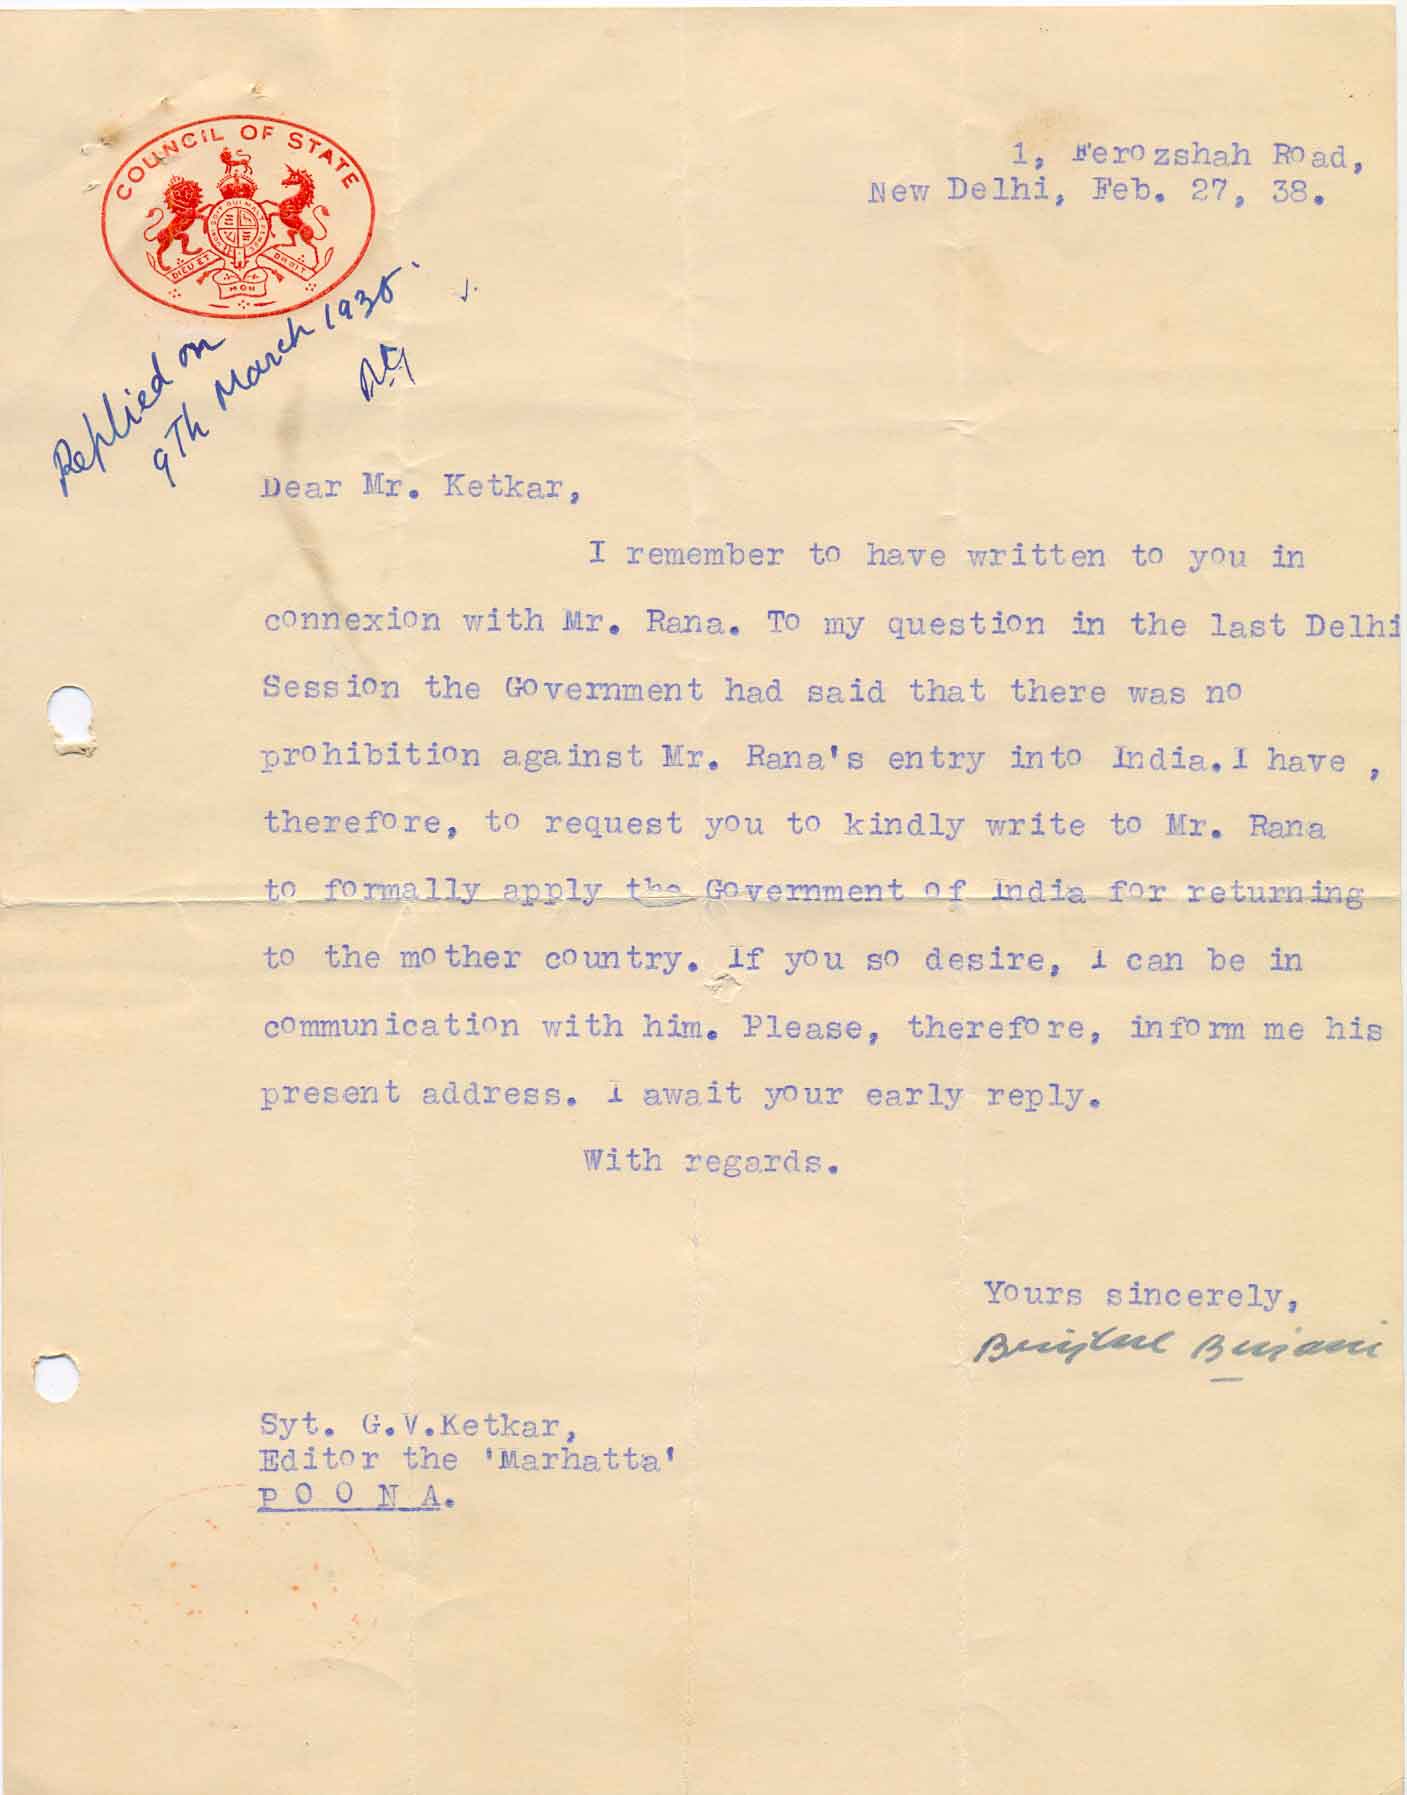 COUNCIL OF STATE
HONI SOIT QUI MAL Y PENSE
DIEU ET
MON
DROIT
1, Ferozshah Road,
New Delhi, Feb. 27, 38.
Replied on
9Th March 1938.
Dear Mr. Ketkar,
I remember to have written to you in
connexion with Mr. Rana. To my question in the last Delhi
Session the Government had said that there was no
prohibition against Mr. Rana's entry into India. I have ,
therefore, to request you to kindly write to Mr. Rana
to formally apply the Government of India for returning
to the mother country. If you so desire, I can be in
communication with him. Please, therefore, inform me his
present address. I await your early reply.
With regards.
Yours sincerely,
Syt. G.V.Ketkar,
Editor the 'Marhatta'
P O O N A.